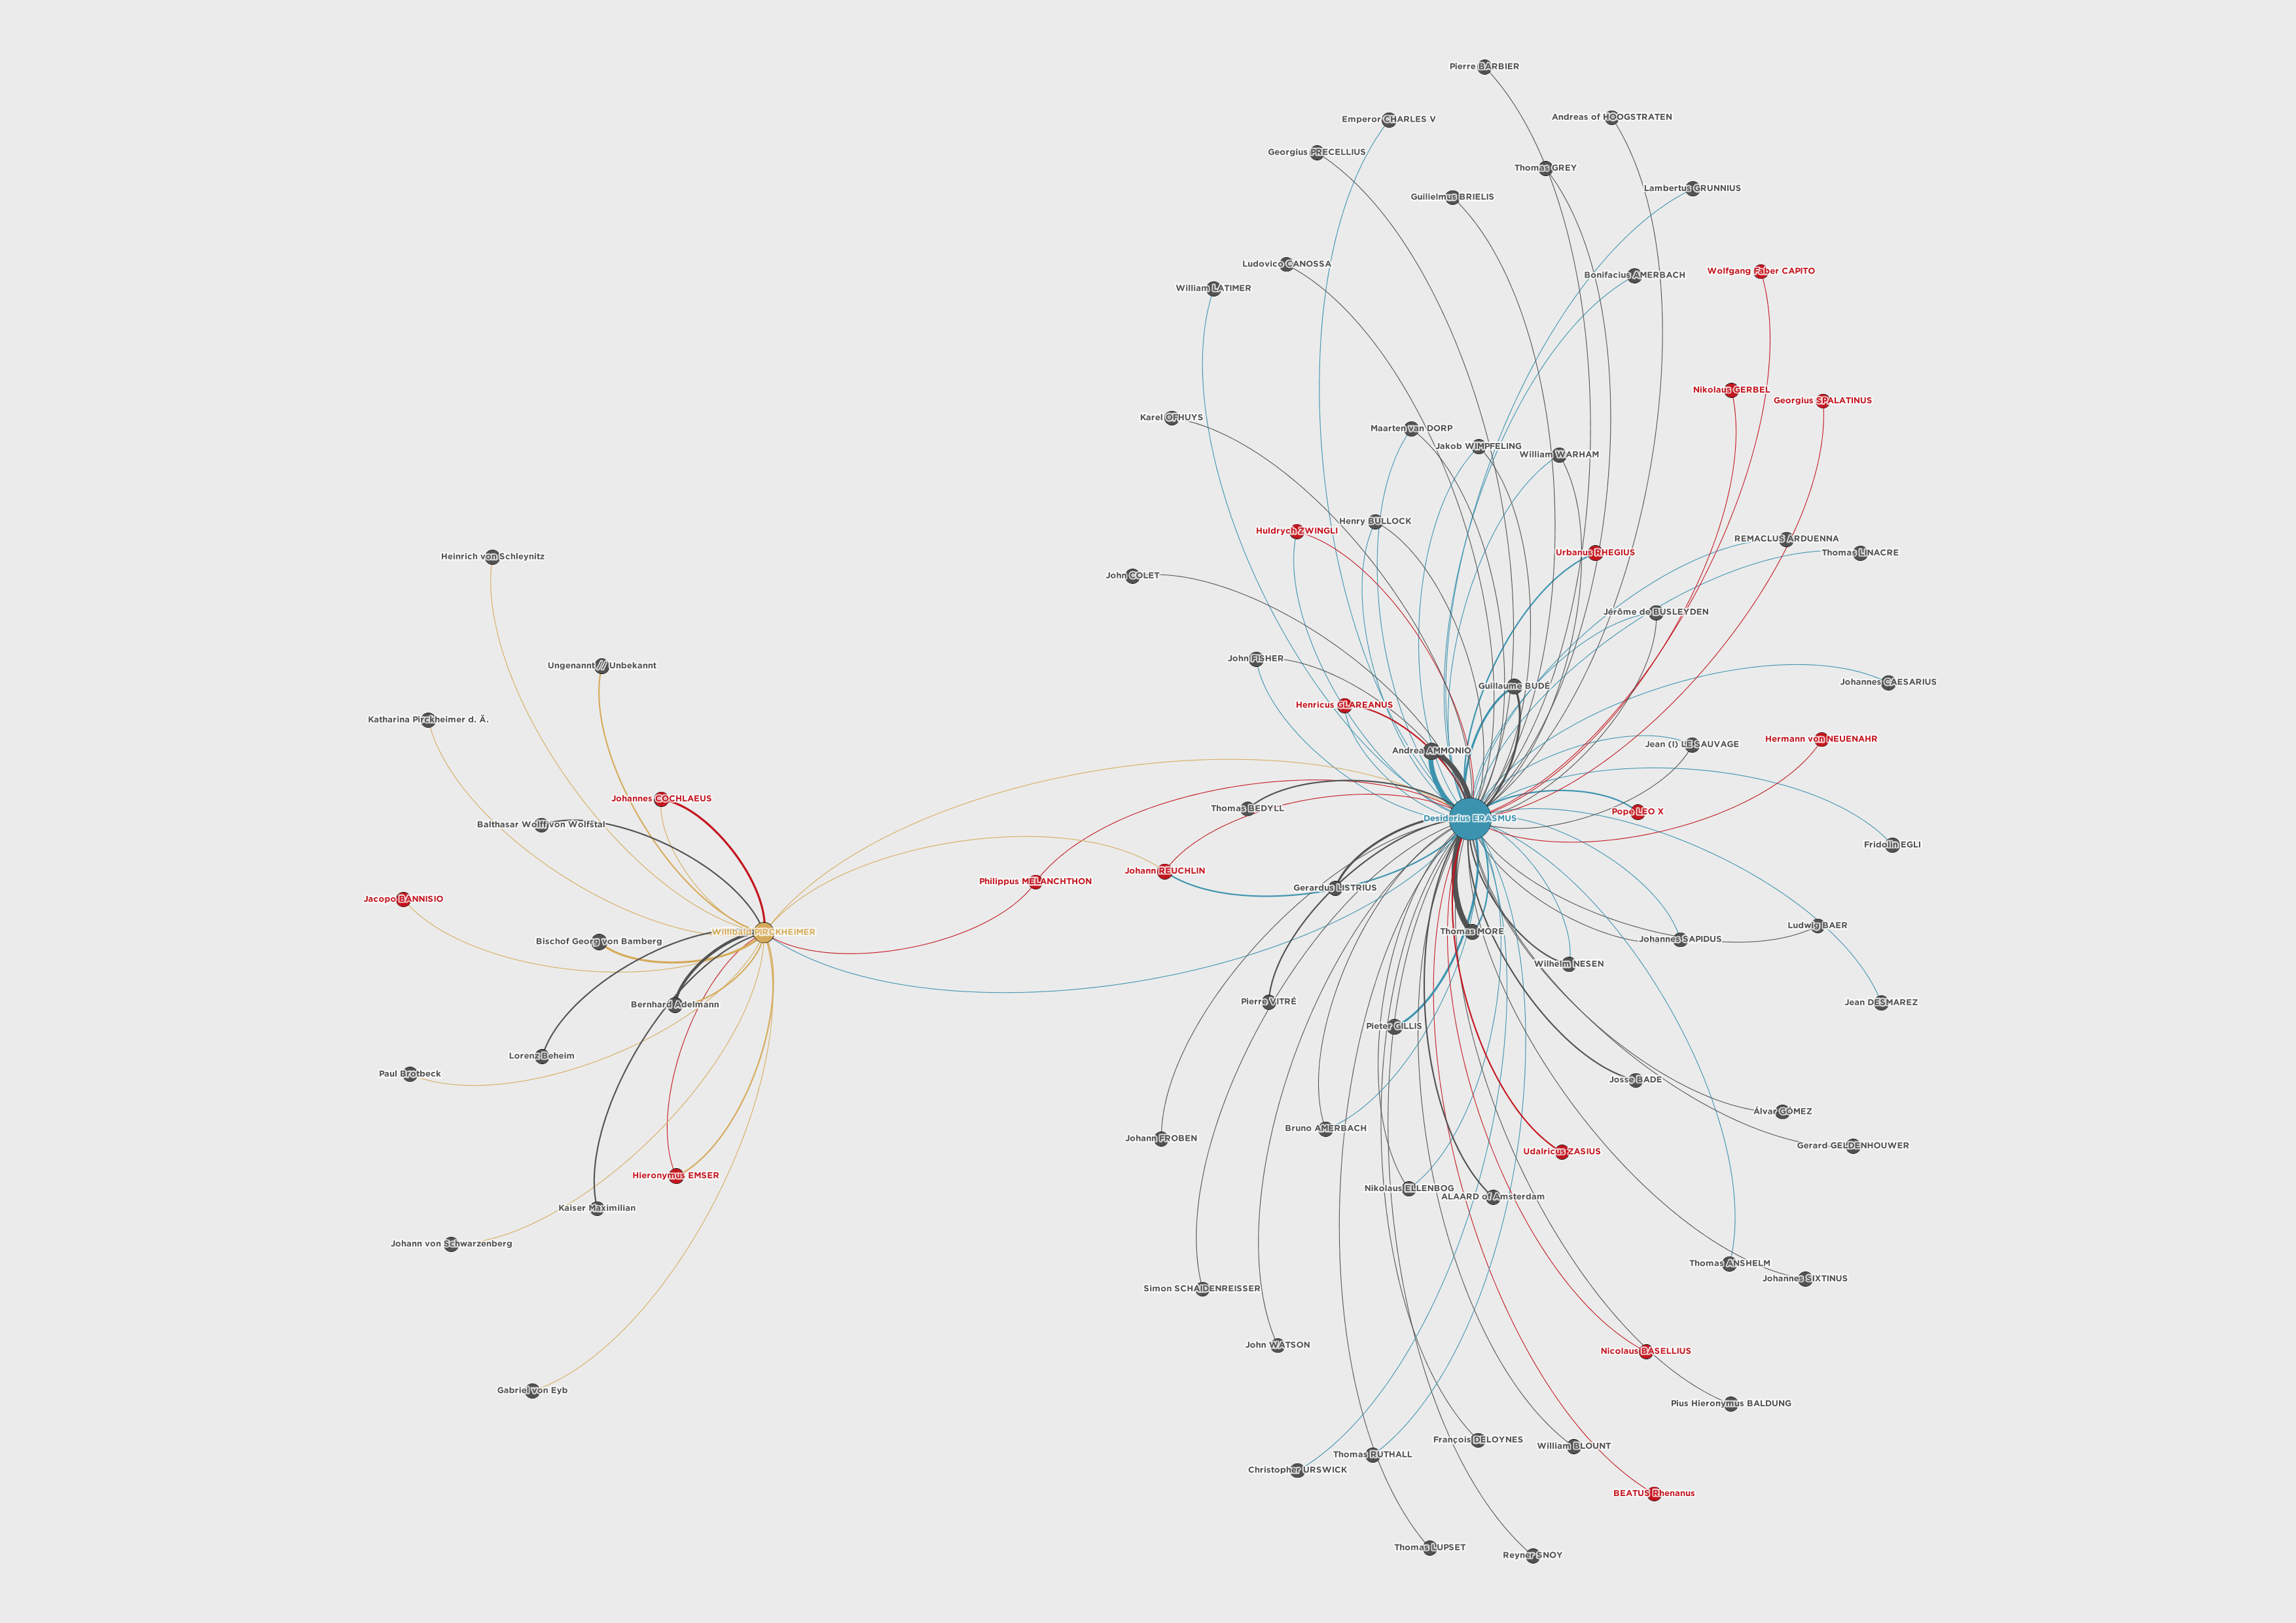 Pierre BARBIER
Andreas of HOOGSTRATEN
Emperor CHARLES V
Georgius PRECELLIUS
Thomas GREY
Lambertus GRUNNIUS
Guilielmus BRIELIS
Ludovico CANOSSA
Wolfgang Faber CAPITO
Bonifacius AMERBACH
William LATIMER
Nikolaus GERBEL
Georgius SPALATINUS
Karel OFHUYS
Maarten van DORP
Jakob WIMPFELING
William WARHAM
Henry BULLOCK
Huldrych ZWINGLI
REMACLUS ARDUENNA
Urbanus RHEGIUS
Thomas LINACRE
Heinrich von Schleynitz
John COLET
Jérôme de BUSLEYDEN
John FISHER
Ungenannt // Unbekannt
Johannes CAESARIUS
Guillaume BUDÉ
Henricus GLAREANUS
Katharina Pirckheimer d. Ä.
Hermann von NEUENAHR
Jean (I) LE SAUVAGE
Andrea AMMONIO
Johannes COCHLAEUS
Thomas BEDYLL
Pope LEO X
Desiderius ERASMUS
Balthasar Wolff von Wolfstal
Fridolin EGLI
Johann REUCHLIN
Philippus MELANCHTHON
Gerardus LISTRIUS
Jacopo BANNISIO
Ludwig BAER
Willibald PIRCKHEIMER
Thomas MORE
Johannes SAPIDUS
Bischof Georg von Bamberg
Wilhelm NESEN
Pierre VITRÉ
Jean DESMAREZ
Bernhard Adelmann
Pieter GILLIS
Lorenz Beheim
Paul Brotbeck
Josse BADE
Álvar GÓMEZ
Bruno AMERBACH
Johann FROBEN
Gerard GELDENHOUWER
Udalricus ZASIUS
Hieronymus EMSER
Nikolaus ELLENBOG
ALAARD of Amsterdam
Kaiser Maximilian
Johann von Schwarzenberg
Thomas ANSHELM
Johannes SIXTINUS
Simon SCHAIDENREISSER
John WATSON
Nicolaus BASELLIUS
Gabriel von Eyb
Pius Hieronymus BALDUNG
François DELOYNES
William BLOUNT
Thomas RUTHALL
Christopher URSWICK
BEATUS Rhenanus
Thomas LUPSET
Reyner SNOY